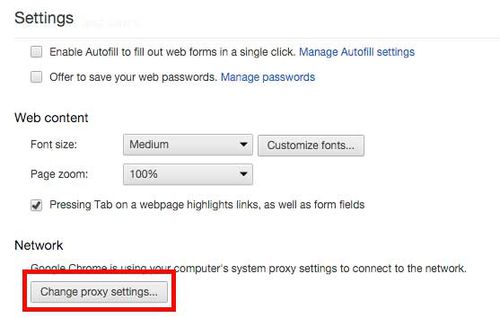 Settings
Enable Autofill to fill out web forms in a single click. Manage Autofill settings
Offer to save your web passwords. Manage passwords
Web content
Font size: Medium Customize fonts...
Page zoom: 100%
Pressing Tab on a webpage highlights links, as well as form fields
Network
Google Chrome is using your computer's system proxy settings to connect to the network.
Change proxy settings...